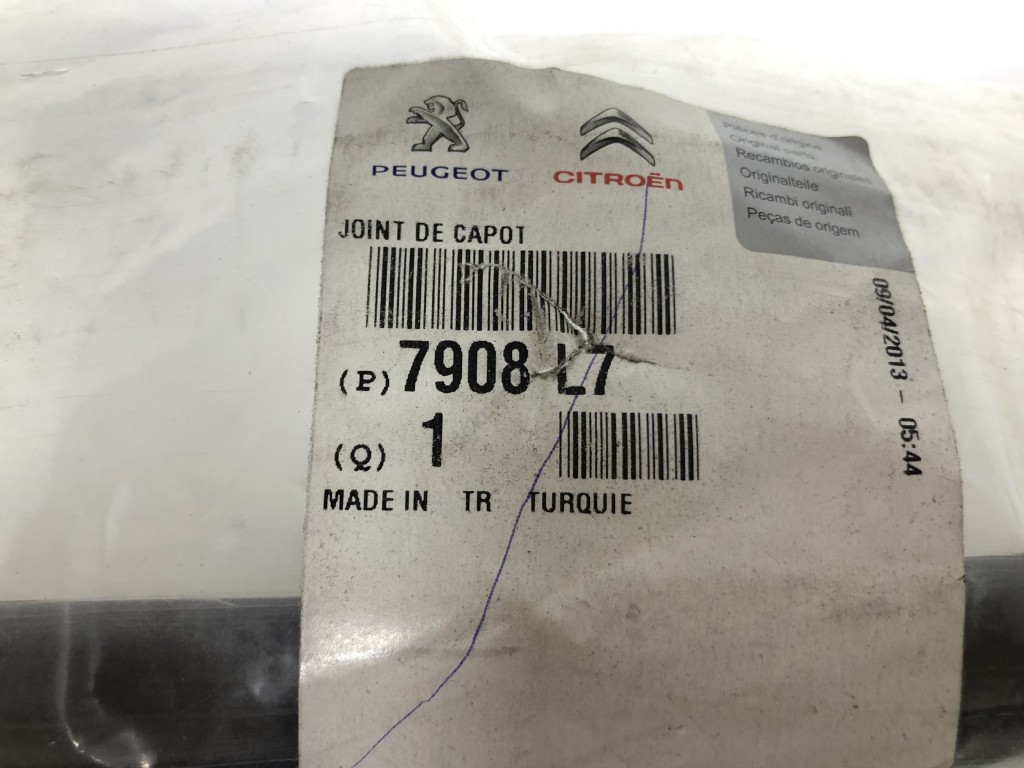 PEUGEOT
CITROËN
Pièces d'origine
Original parts
Recambios originales
Originalteile
Ricambi originali
Peças de origem
JOINT DE CAPOT
(P) 7908 L7
(Q) 1
MADE IN TR TURQUIE
09/04/2013 - 05:44